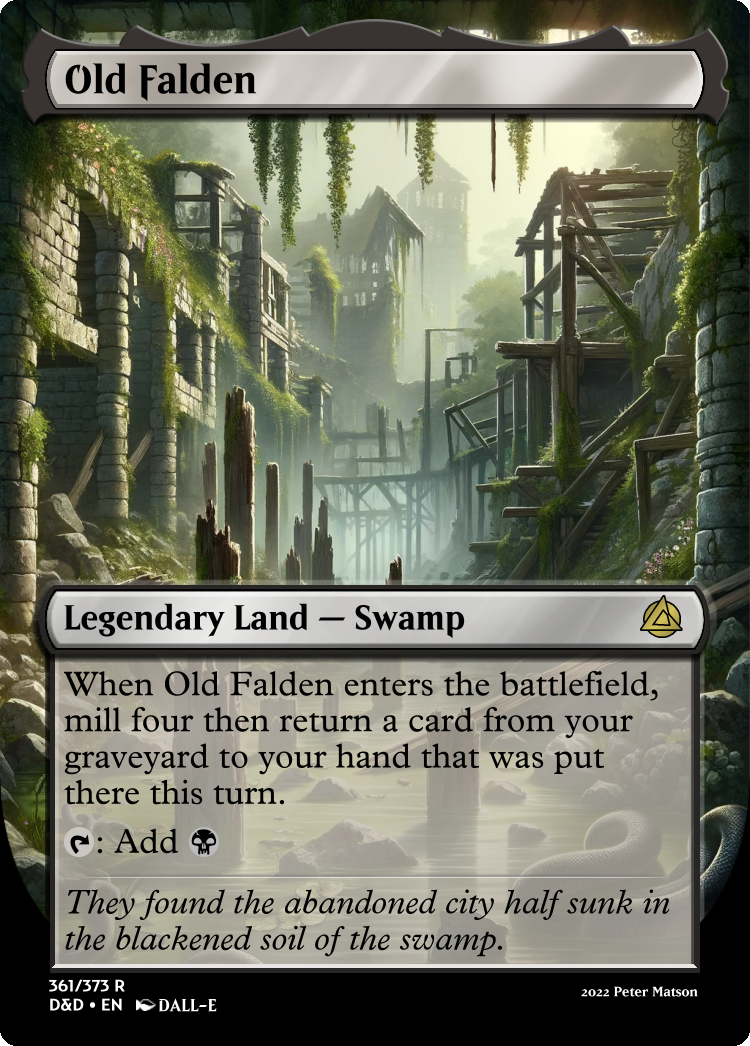 Old Falden
Legendary Land — Swamp
When Old Falden enters the battlefield,
mill four then return a card from your
graveyard to your hand that was put
there this turn.
: Add
They found the abandoned city half sunk in
the blackened soil of the swamp.
361/373 R
D&D • EN DALL-E
2022 Peter Matson